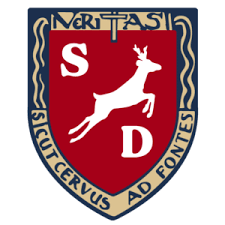 VERITAS
S
D
SICUT CERVUS AD FONTES